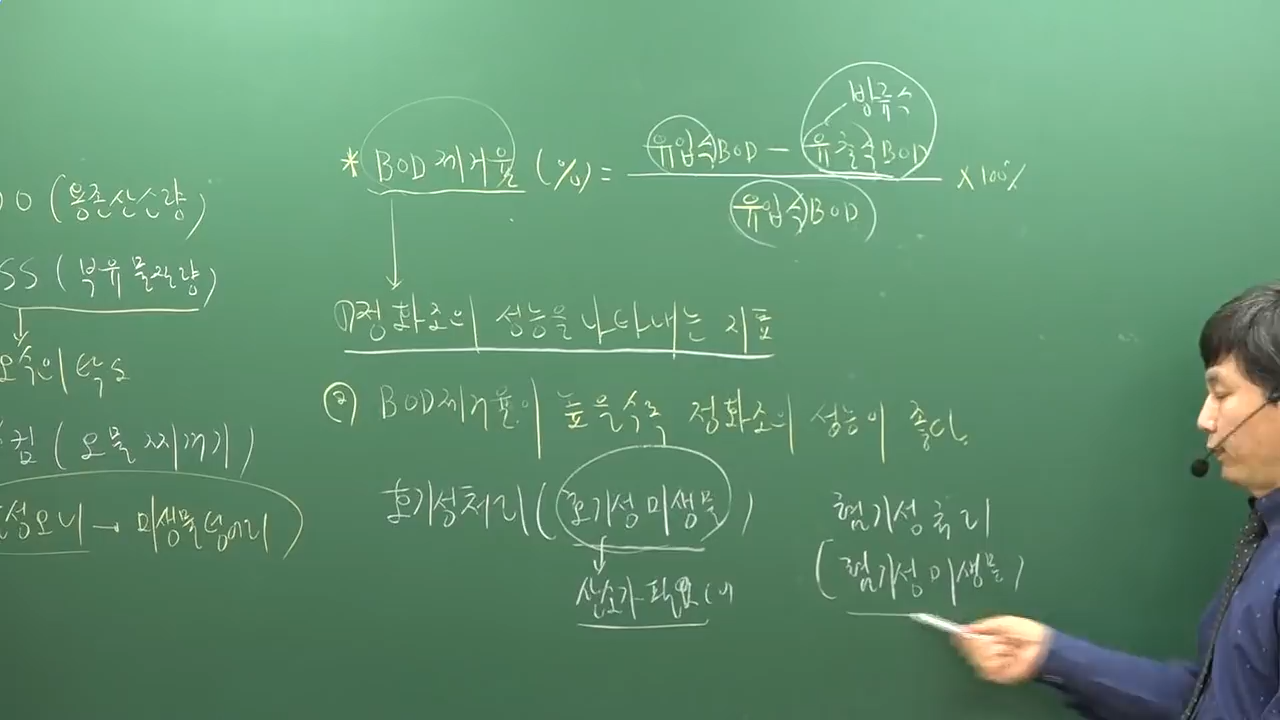 DO (용존산소량)
SS (부유물질량)
오수의 탁도
(오물 찌꺼기)
성오니 → 미생물덩어리
* BOD제거율 (%) = 유입수BOD - 유출수BOD x 100%
방류수
유입수BOD
① 정화조의 성능을 나타내는 지표
② BOD제거율이 높을수록 정화조의 성능이 좋다.
호기성처리 (호기성 미생물)
산소가 필요
혐기성처리
(혐기성미생물)